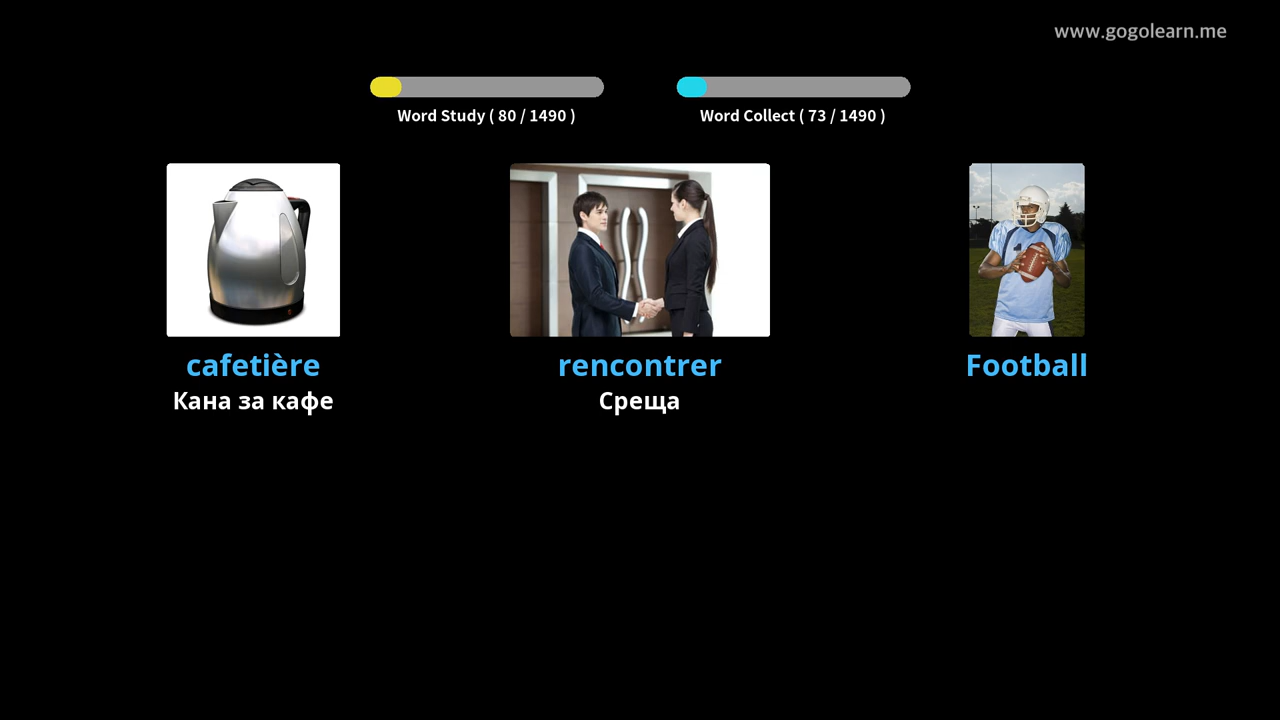 www.gogolearn.me
Word Study ( 80 / 1490 )
Word Collect ( 73 / 1490 )
cafetière
rencontrer
Football
Кана за кафе
Среща